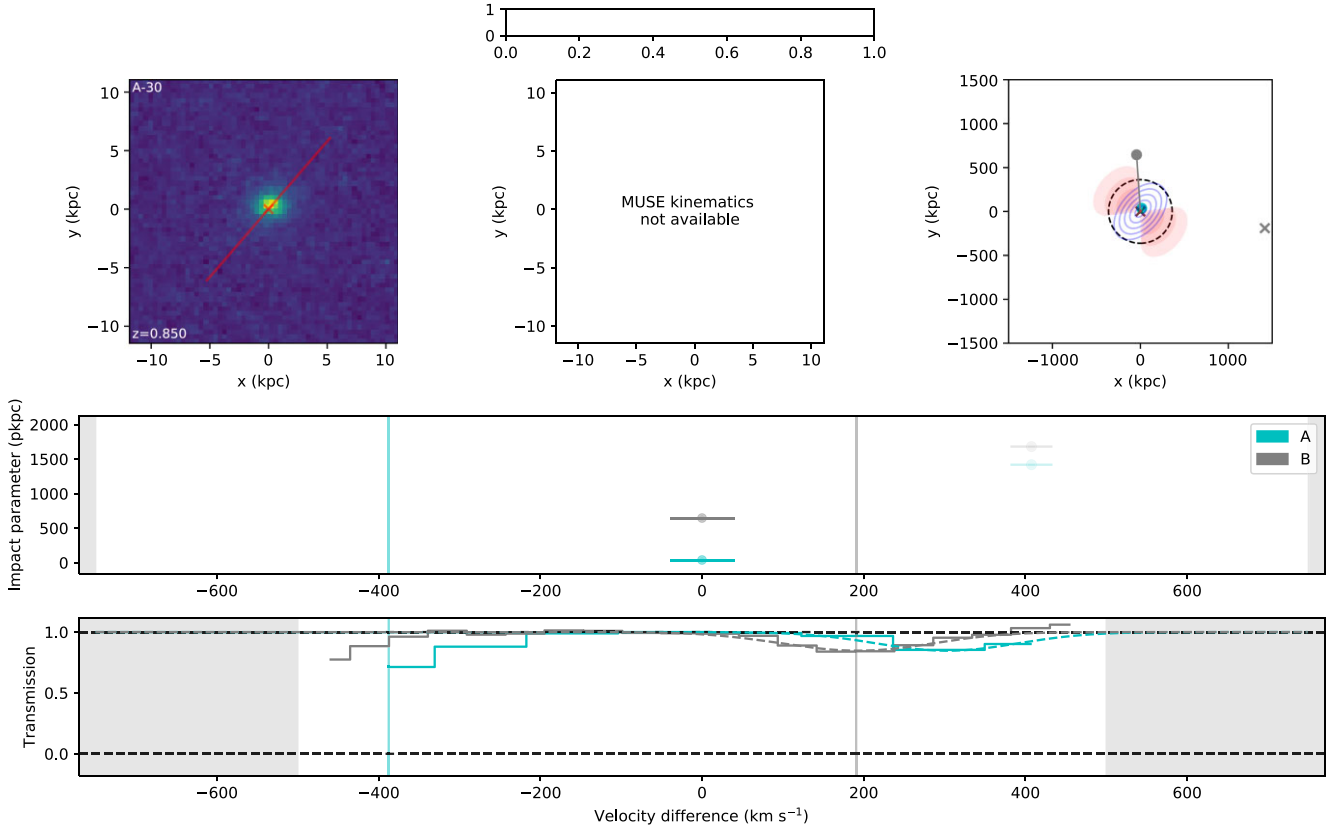 1
0
0.0 0.2 0.4 0.6 0.8 1.0
A-30
z=0.850
10
5
0
−5
−10
y (kpc)
−10 −5 0 5 10
x (kpc)
MUSE kinematics
not available
10
5
0
−5
−10
y (kpc)
−10 −5 0 5 10
x (kpc)
1500
1000
500
0
−500
−1000
−1500
y (kpc)
−1000 0 1000
x (kpc)
Impact parameter (pkpc)
2000
1500
1000
500
0
A
B
−600 −400 −200 0 200 400 600
Transmission
1.0
0.5
0.0
−600 −400 −200 0 200 400 600
Velocity difference (km s⁻¹)